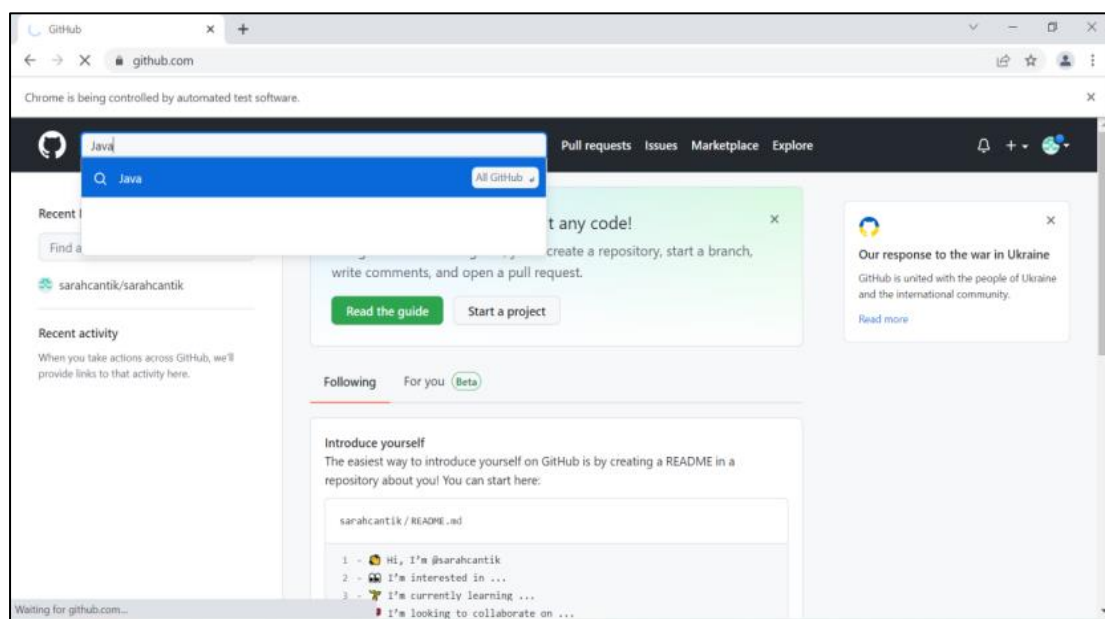 GitHub
github.com
Chrome is being controlled by automated test software.
Java
Pull requests Issues Marketplace Explore
Java
All GitHub
Recent
Find a
sarahcantik/sarahcantik
Recent activity
When you take actions across GitHub, we'll
provide links to that activity here.
t any code!
create a repository, start a branch,
write comments, and open a pull request.
Read the guide Start a project
Following For you Beta
Introduce yourself
The easiest way to introduce yourself on GitHub is by creating a README in a
repository about you! You can start here:
sarahcantik / README.md
1 - 👋 Hi, I'm @sarahcantik
2 - 👀 I'm interested in ...
3 - 🌱 I'm currently learning ...
I'm looking to collaborate on ...
Our response to the war in Ukraine
GitHub is united with the people of Ukraine
and the international community.
Read more
Waiting for github.com...